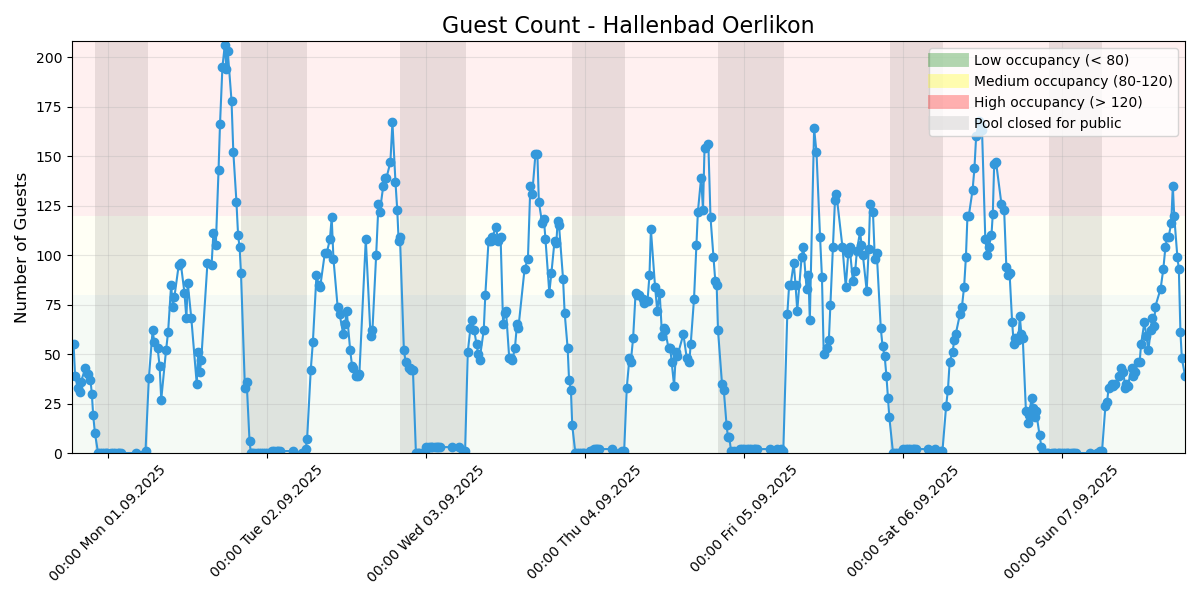 Guest Count - Hallenbad Oerlikon
Number of Guests
200
175
150
125
100
75
50
25
0
Low occupancy (< 80)
Medium occupancy (80-120)
High occupancy (> 120)
Pool closed for public
00:00 Mon 01.09.2025
00:00 Tue 02.09.2025
00:00 Wed 03.09.2025
00:00 Thu 04.09.2025
00:00 Fri 05.09.2025
00:00 Sat 06.09.2025
00:00 Sun 07.09.2025